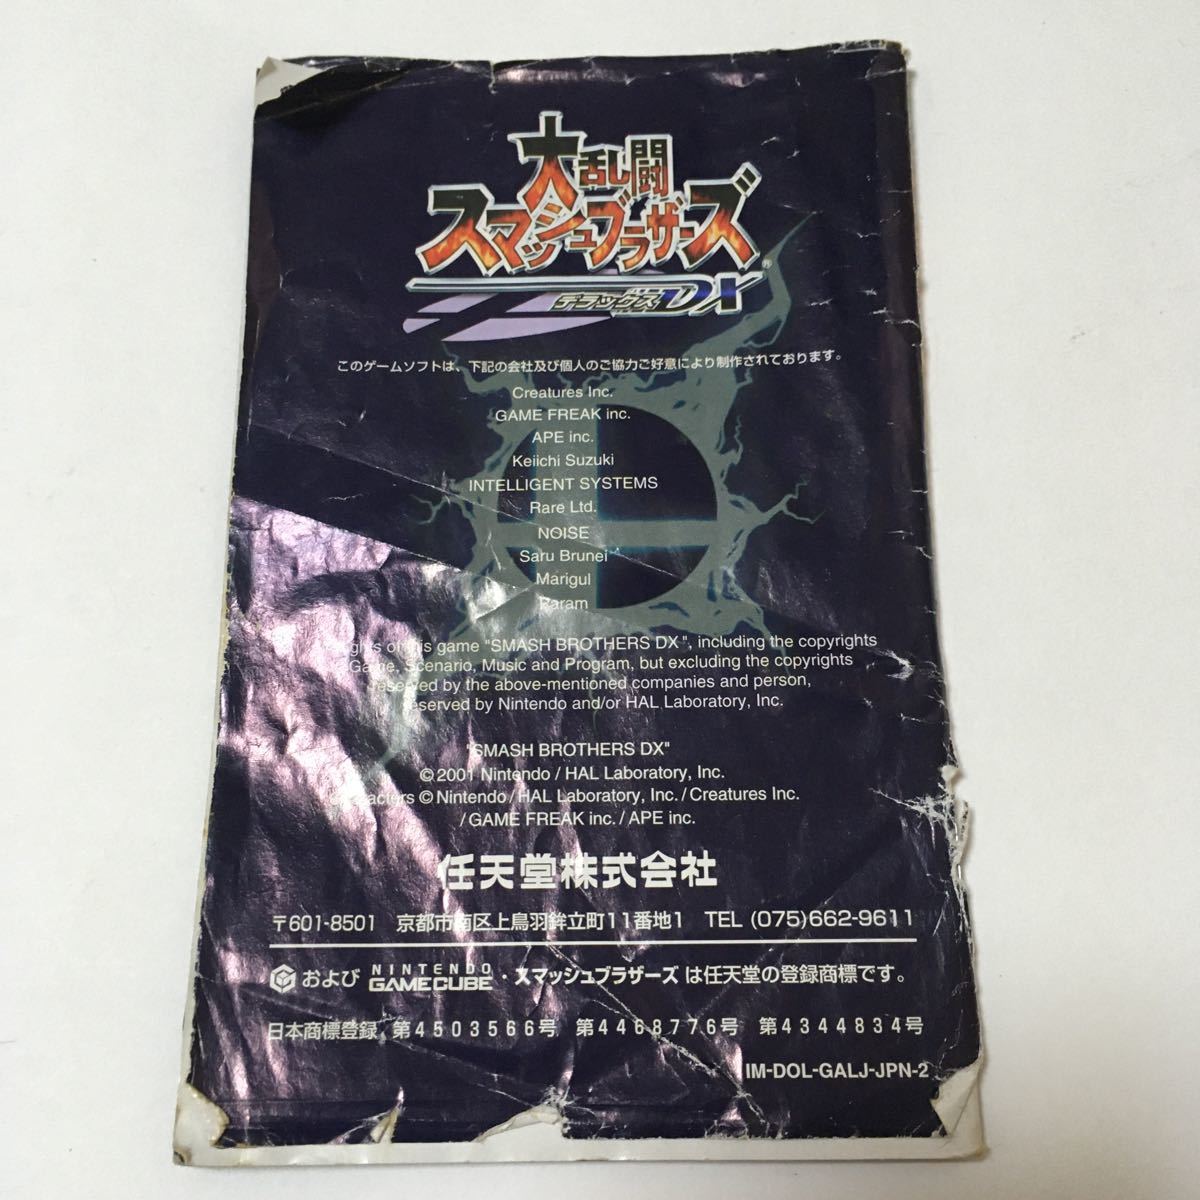 大乱闘
スマッシュブラザーズ
デラックスDX®
このゲームソフトは、下記の会社及び個人のご協力ご好意により制作されております。
Creatures Inc.
GAME FREAK inc.
APE inc.
Keiichi Suzuki
INTELLIGENT SYSTEMS
Rare Ltd.
NOISE
Saru Brunei
Marigul
Param
of this game "SMASH BROTHERS DX", including the copyrights
Game, Scenario, Music and Program, but excluding the copyrights
reserved by the above-mentioned companies and person,
reserved by Nintendo and/or HAL Laboratory, Inc.
"SMASH BROTHERS DX"
©2001 Nintendo / HAL Laboratory, Inc.
Characters © Nintendo / HAL Laboratory, Inc. / Creatures Inc.
/ GAME FREAK inc. / APE inc.
任天堂株式会社
〒601-8501 京都市南区上鳥羽鉾立町11番地1 TEL (075)662-9611
および NINTENDO GAMECUBE・スマッシュブラザーズ は任天堂の登録商標です。
日本商標登録 第4503566号 第4468776号 第4344834号
IM-DOL-GALJ-JPN-2